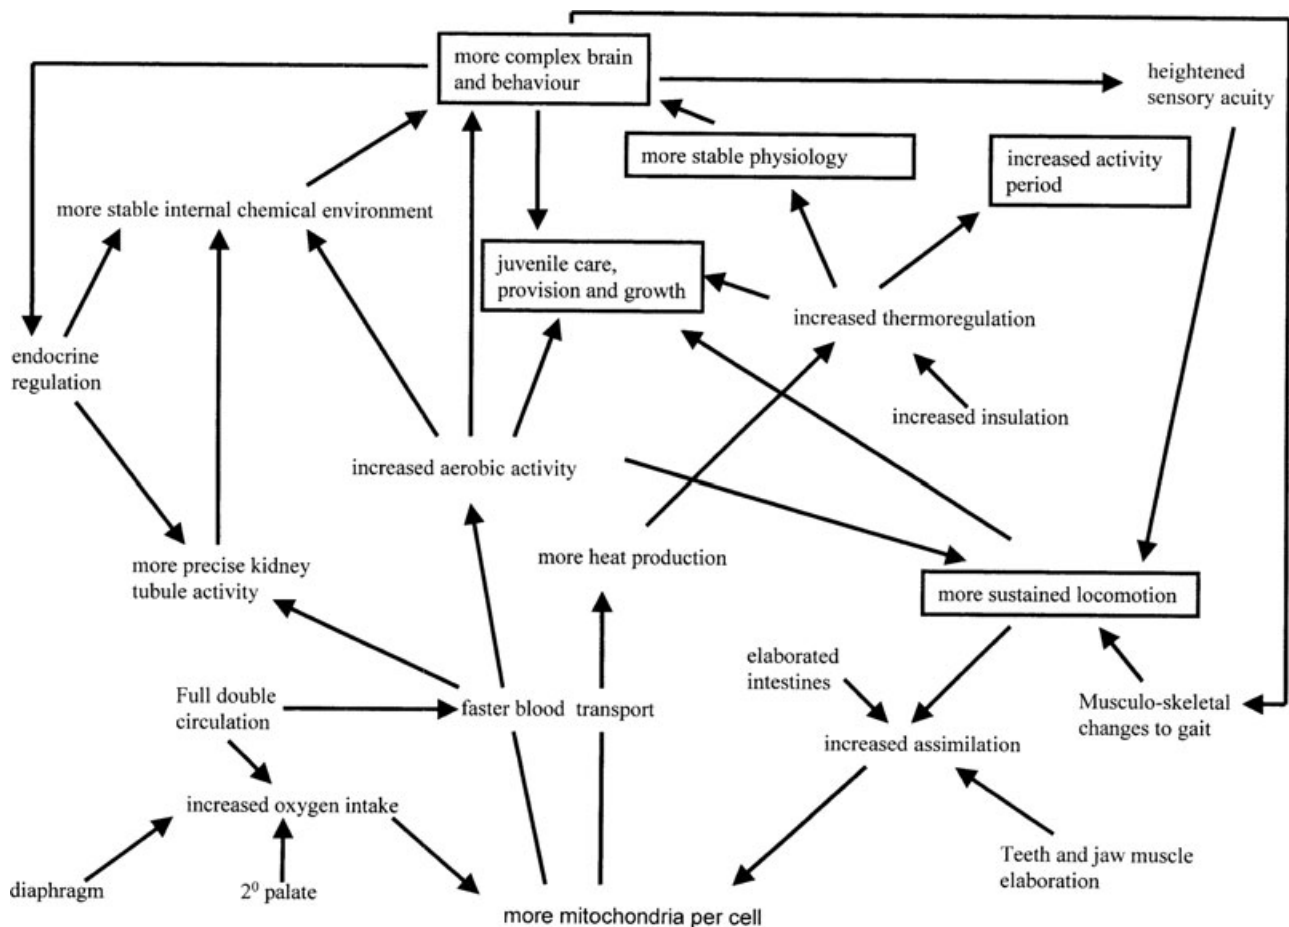 more complex brain
and behaviour
heightened
sensory acuity
more stable physiology
increased activity
period
more stable internal chemical environment
juvenile care,
provision and growth
increased thermoregulation
endocrine
regulation
increased insulation
increased aerobic activity
more heat production
more precise kidney
tubule activity
more sustained locomotion
elaborated
intestines
Full double
circulation
faster blood transport
Musculo-skeletal
changes to gait
increased assimilation
increased oxygen intake
Teeth and jaw muscle
elaboration
diaphragm
2⁰ palate
more mitochondria per cell